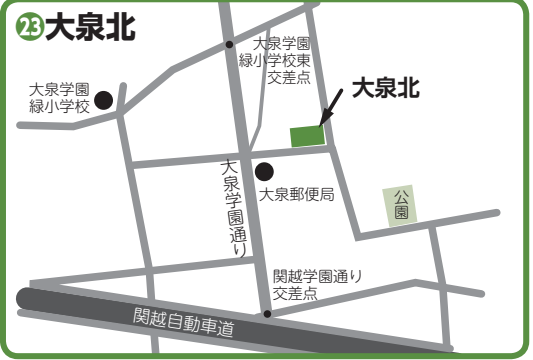 ㉓大泉北
大泉学園
緑小学校東
交差点
大泉学園
緑小学校
大泉北
大泉学園通り
大泉郵便局
公園
関越学園通り
交差点
関越自動車道